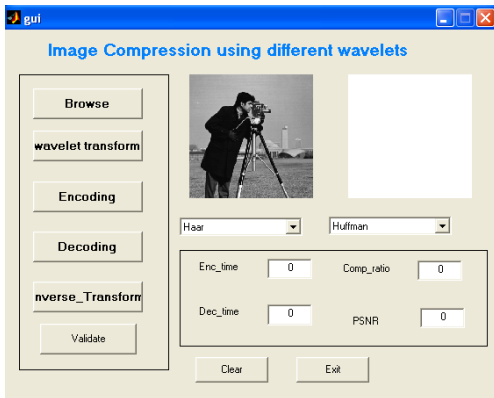 gui
Image Compression using different wavelets
Browse
wavelet transform
Encoding
Decoding
nverse_Transform
Validate
Haar
Huffman
Enc_time 0 Comp_ratio 0
Dec_time 0 PSNR 0
Clear Exit